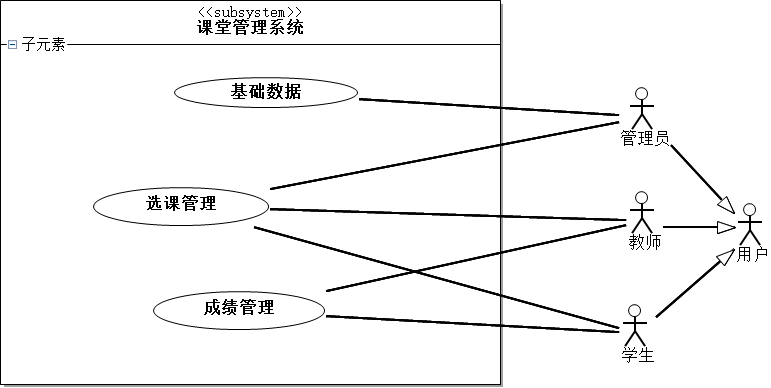 <<subsystem>>
课堂管理系统
子元素
基础数据
管理员
选课管理
教师
用户
成绩管理
学生